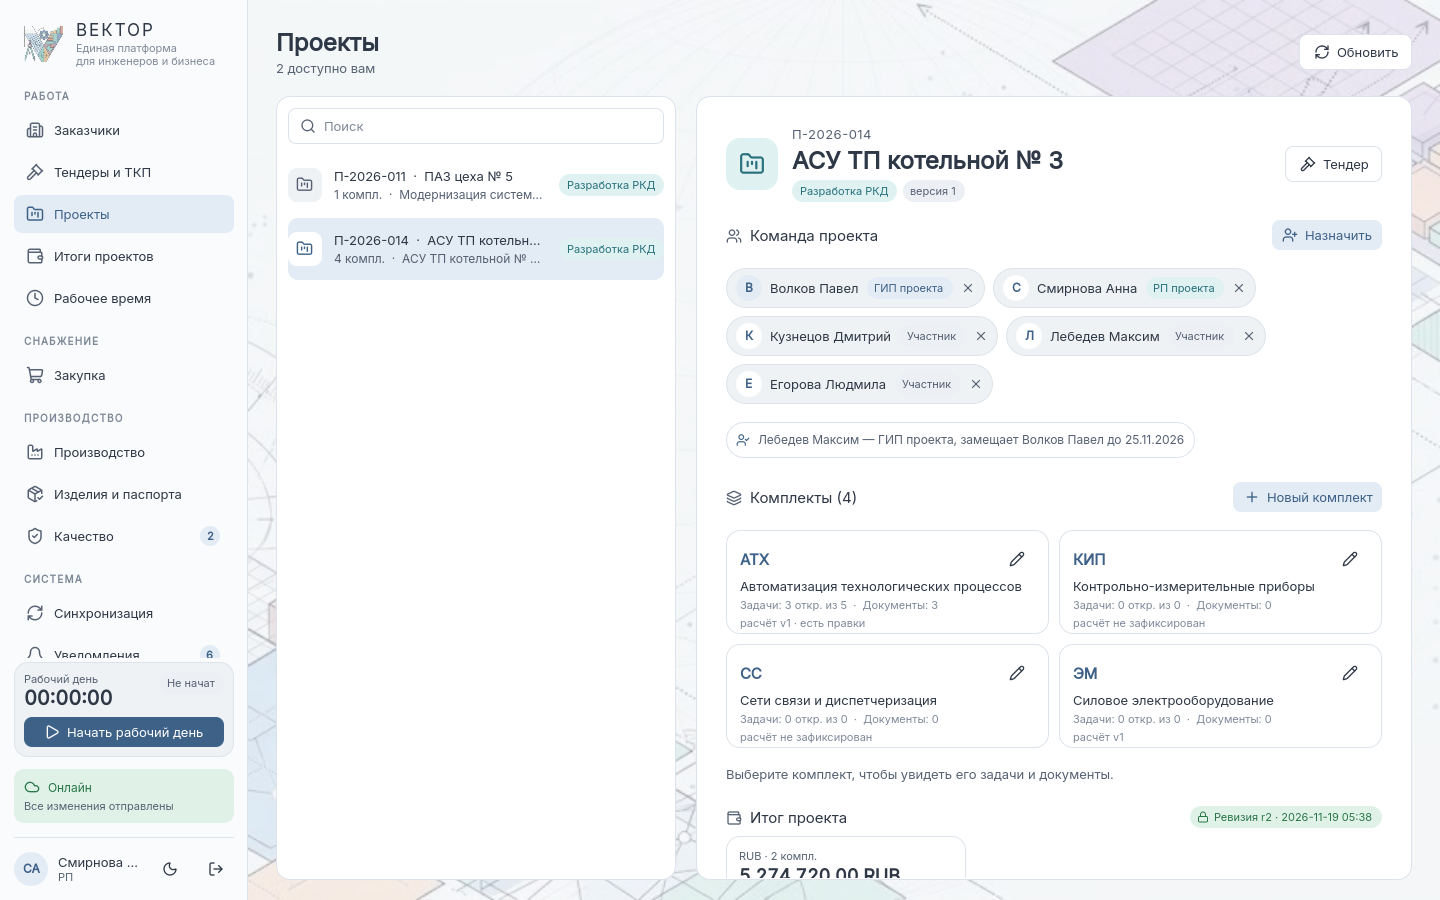 ВЕКТОР
Единая платформа
для инженеров и бизнеса
РАБОТА
Заказчики
Тендеры и ТКП
Проекты
Итоги проектов
Рабочее время
СНАБЖЕНИЕ
Закупка
ПРОИЗВОДСТВО
Производство
Изделия и паспорта
Качество 2
СИСТЕМА
Синхронизация
Уведомления 6
Рабочий день
Не начат
00:00:00
Начать рабочий день
Онлайн
Все изменения отправлены
СА
Смирнова ...
РП
Проекты
2 доступно вам
Обновить
Поиск
П-2026-011 · ПАЗ цеха № 5
1 компл. · Модернизация систем...
Разработка РКД
П-2026-014 · АСУ ТП котельн...
4 компл. · АСУ ТП котельной № ...
Разработка РКД
П-2026-014
АСУ ТП котельной № 3
Разработка РКД версия 1
Тендер
Команда проекта
Назначить
В Волков Павел ГИП проекта
С Смирнова Анна РП проекта
К Кузнецов Дмитрий Участник
Л Лебедев Максим Участник
Е Егорова Людмила Участник
Лебедев Максим — ГИП проекта, замещает Волков Павел до 25.11.2026
Комплекты (4)
Новый комплект
АТХ
Автоматизация технологических процессов
Задачи: 3 откр. из 5 · Документы: 3
расчёт v1 · есть правки
КИП
Контрольно-измерительные приборы
Задачи: 0 откр. из 0 · Документы: 0
расчёт не зафиксирован
СС
Сети связи и диспетчеризация
Задачи: 0 откр. из 0 · Документы: 0
расчёт не зафиксирован
ЭМ
Силовое электрооборудование
Задачи: 0 откр. из 0 · Документы: 0
расчёт v1
Выберите комплект, чтобы увидеть его задачи и документы.
Итог проекта
Ревизия r2 · 2026-11-19 05:38
RUB · 2 компл.
5 274 720,00 RUB